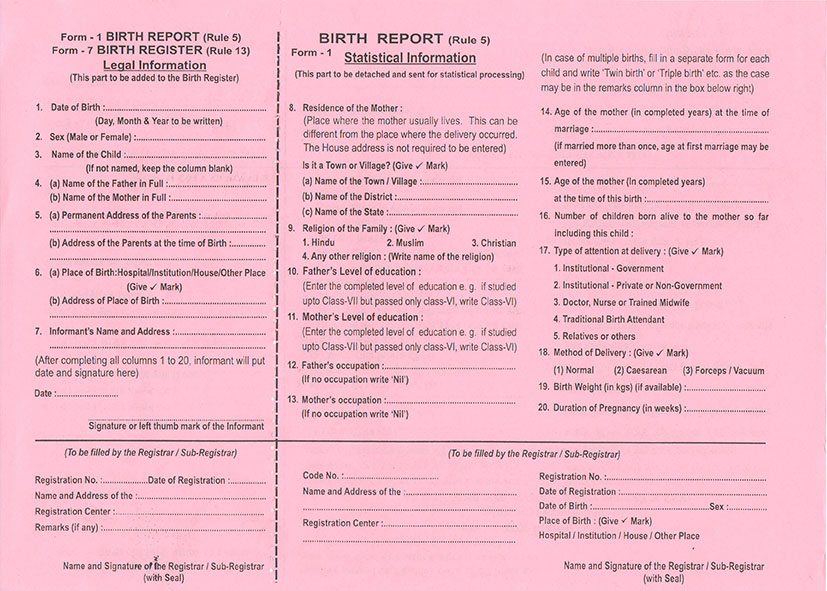 Form - 1 BIRTH REPORT (Rule 5)
Form - 7 BIRTH REGISTER (Rule 13)
Legal Information
(This part to be added to the Birth Register)
1. Date of Birth :
(Day, Month & Year to be written)
2. Sex (Male or Female) :
3. Name of the Child :
(If not named, keep the column blank)
4. (a) Name of the Father in Full :
(b) Name of the Mother in Full :
5. (a) Permanent Address of the Parents :
(b) Address of the Parents at the time of Birth :
6. (a) Place of Birth:Hospital/Institution/House/Other Place
(Give ✓ Mark)
(b) Address of Place of Birth :
7. Informant's Name and Address :
(After completing all columns 1 to 20, informant will put
date and signature here)
Date :
Signature or left thumb mark of the Informant
(To be filled by the Registrar / Sub-Registrar)
Registration No. : Date of Registration :
Name and Address of the :
Registration Center :
Remarks (if any) :
Name and Signature of the Registrar / Sub-Registrar
(with Seal)
BIRTH REPORT (Rule 5)
Form - 1 Statistical Information
(This part to be detached and sent for statistical processing)
8. Residence of the Mother :
(Place where the mother usually lives. This can be
different from the place where the delivery occurred.
The House address is not required to be entered)
Is it a Town or Village? (Give ✓ Mark)
(a) Name of the Town / Village :
(b) Name of the District :
(c) Name of the State :
9. Religion of the Family : (Give ✓ Mark)
1. Hindu 2. Muslim 3. Christian
4. Any other religion : (Write name of the religion)
10. Father's Level of education :
(Enter the completed level of education e. g. if studied
upto Class-VII but passed only class-VI, write Class-VI)
11. Mother's Level of education :
(Enter the completed level of education e. g. if studied
upto Class-VII but passed only class-VI, write Class-VI)
12. Father's occupation :
(If no occupation write 'Nil')
13. Mother's occupation :
(If no occupation write 'Nil')
(In case of multiple births, fill in a separate form for each
child and write 'Twin birth' or 'Triple birth' etc. as the case
may be in the remarks column in the box below right)
14. Age of the mother (in completed years) at the time of
marriage :
(if married more than once, age at first marriage may be
entered)
15. Age of the mother (In completed years)
at the time of this birth :
16. Number of children born alive to the mother so far
including this child :
17. Type of attention at delivery : (Give ✓ Mark)
1. Institutional - Government
2. Institutional - Private or Non-Government
3. Doctor, Nurse or Trained Midwife
4. Traditional Birth Attendant
5. Relatives or others
18. Method of Delivery : (Give ✓ Mark)
(1) Normal (2) Caesarean (3) Forceps / Vacuum
19. Birth Weight (in kgs) (if available) :
20. Duration of Pregnancy (in weeks) :
(To be filled by the Registrar / Sub-Registrar)
Code No. :
Name and Address of the :
Registration Center :
Registration No. :
Date of Registration :
Date of Birth : Sex :
Place of Birth : (Give ✓ Mark)
Hospital / Institution / House / Other Place
Name and Signature of the Registrar / Sub-Registrar
(with Seal)